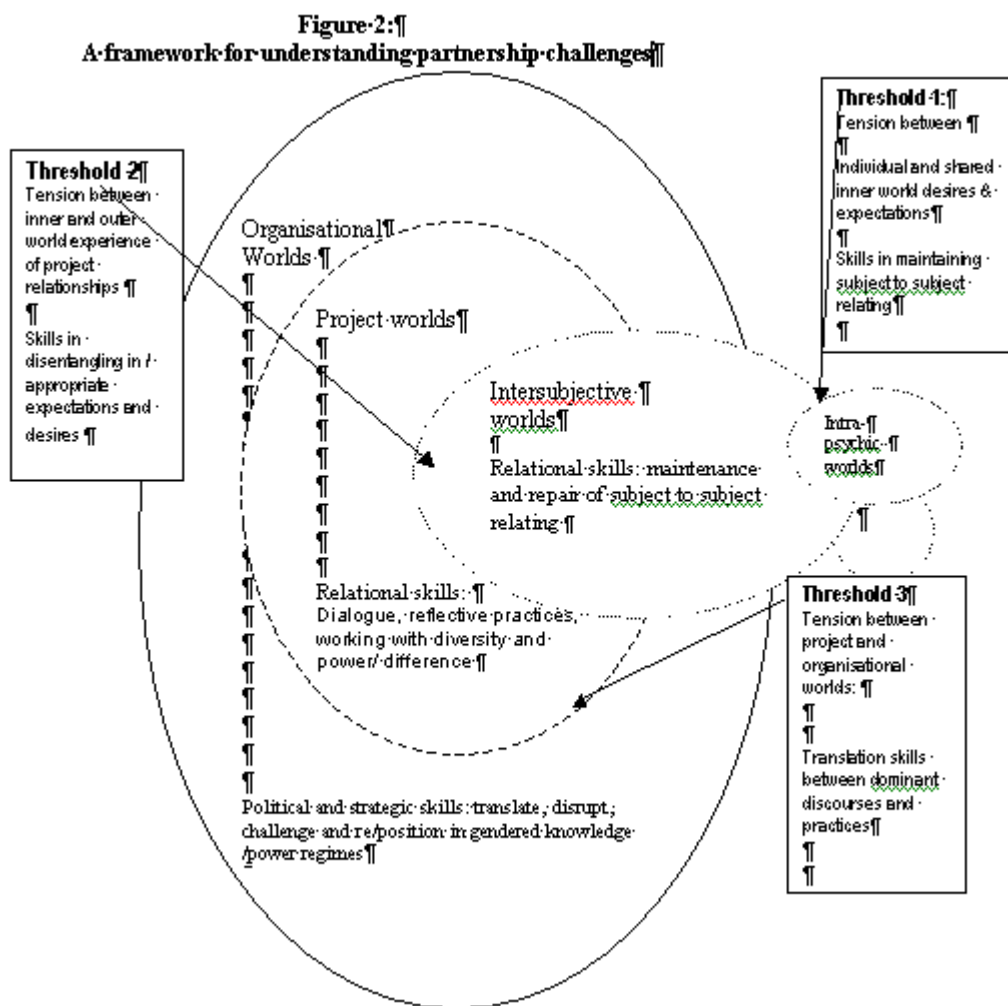 Figure 2:¶
A framework for understanding partnership challenges¶
Threshold 1:¶
Tension between ¶
¶
Individual and shared
inner world desires &
expectations¶
¶
Skills in maintaining
subject to subject
relating¶
¶
Threshold 2¶
Tension between
inner and outer
world experience
of project
relationships ¶
¶
Skills in
disentangling in /
appropriate
expectations and
desires ¶
Organisational¶
Worlds ¶
¶
¶
¶
¶
¶
¶
Project worlds¶
¶
¶
¶
¶
¶
¶
¶
¶
¶
Relational skills: ¶
Dialogue, reflective practices,
working with diversity and
power/ difference ¶
Intersubjective ¶
worlds¶
¶
Relational skills: maintenance
and repair of subject to subject
relating ¶
Intra-¶
psychic ¶
worlds¶
¶
Threshold 3¶
Tension between
project and
organisational
worlds: ¶
¶
¶
Translation skills
between dominant
discourses and
practices¶
¶
¶
¶
¶
¶
¶
¶
¶
¶
¶
¶
Political and strategic skills: translate, disrupt,
challenge and re/position in gendered knowledge
/power regimes¶